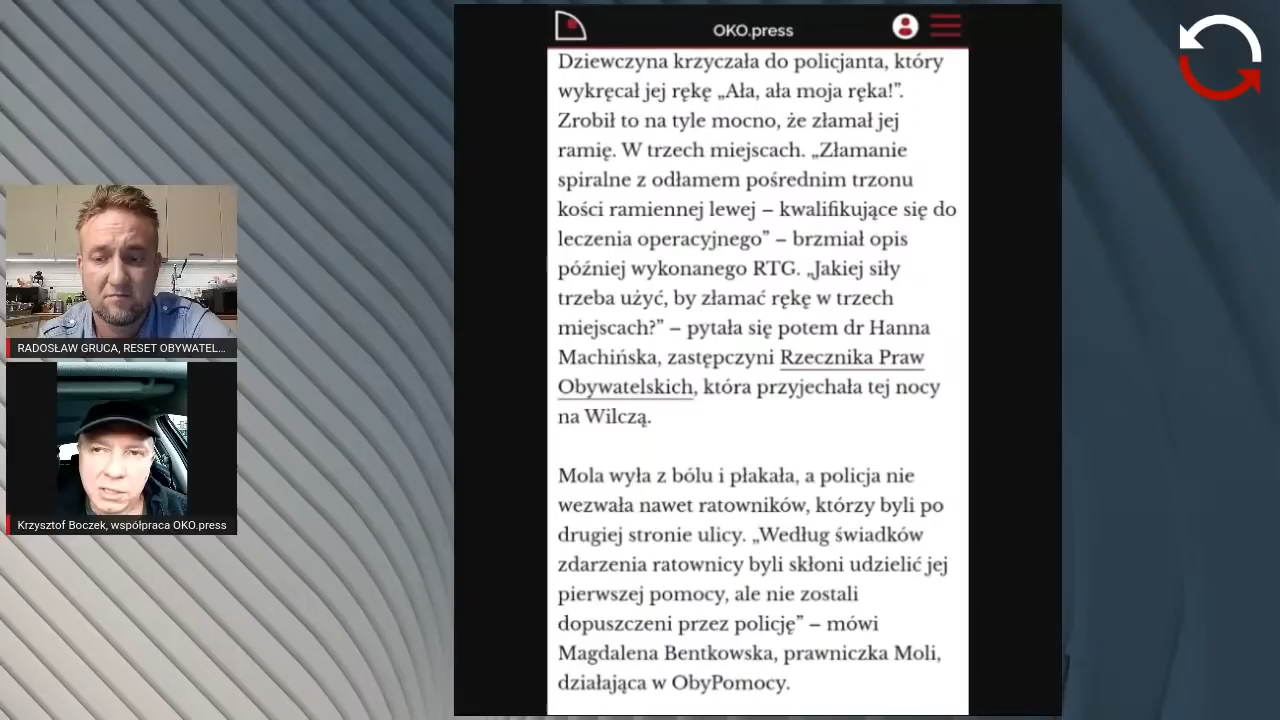 OKO.press
Dziewczyna krzyczała do policjanta, który
wykręcał jej rękę „Ała, ała moja ręka!”.
Zrobił to na tyle mocno, że złamał jej
ramię. W trzech miejscach. „Złamanie
spiralne z odłamem pośrednim trzonu
kości ramiennej lewej – kwalifikujące się do
leczenia operacyjnego” – brzmiał opis
później wykonanego RTG. „Jakiej siły
trzeba użyć, by złamać rękę w trzech
miejscach?” – pytała się potem dr Hanna
Machińska, zastępczyni Rzecznika Praw
Obywatelskich, która przyjechała tej nocy
na Wilczą.
Mola wyła z bólu i płakała, a policja nie
wezwała nawet ratowników, którzy byli po
drugiej stronie ulicy. „Według świadków
zdarzenia ratownicy byli skłoni udzielić jej
pierwszej pomocy, ale nie zostali
dopuszczeni przez policję” – mówi
Magdalena Bentkowska, prawniczka Moli,
działająca w ObyPomocy.
RADOSŁAW GRUCA, RESET OBYWATEL...
Krzysztof Boczek, współpraca OKO.press